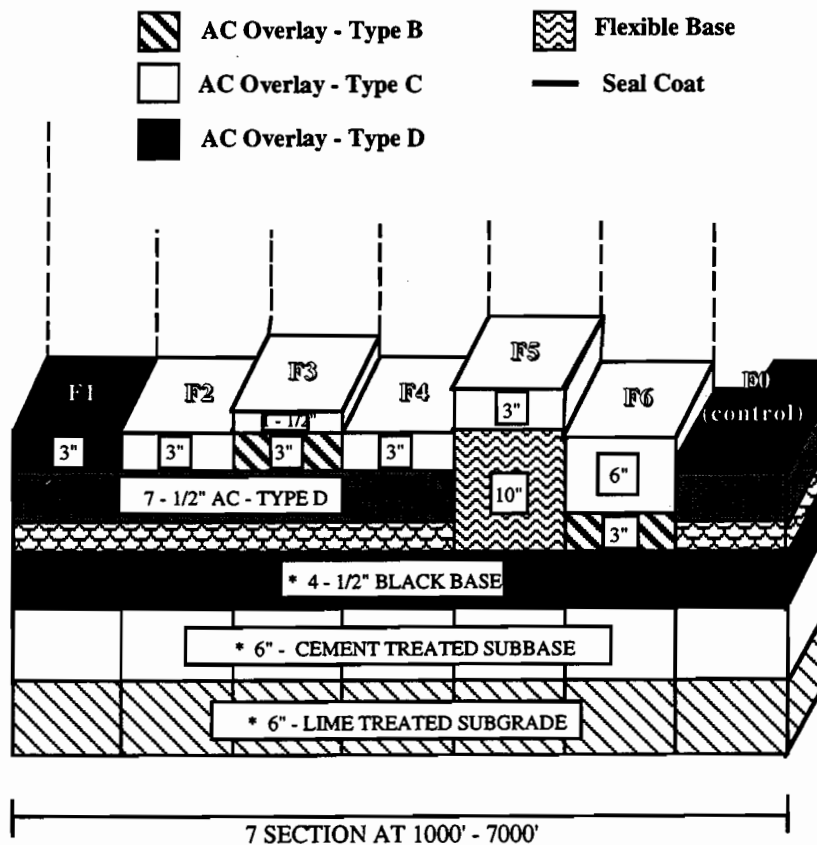 AC Overlay - Type B
Flexible Base
AC Overlay - Type C
Seal Coat
AC Overlay - Type D
F1
F2
F3
F4
F5
F6
F0
(control)
1 - 1/2"
3"
3"
3"
3"
3"
10"
6"
3"
7 - 1/2" AC - TYPE D
* 4 - 1/2" BLACK BASE
* 6" - CEMENT TREATED SUBBASE
* 6" - LIME TREATED SUBGRADE
7 SECTION AT 1000' - 7000'